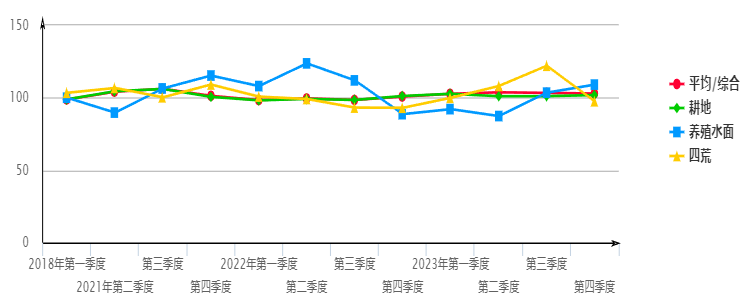 150
100
50
0
2018年第一季度 第三季度 2022年第一季度 第三季度 2023年第一季度 第三季度
2021年第二季度 第四季度 第二季度 第四季度 第二季度 第四季度
平均/综合
耕地
养殖水面
四荒